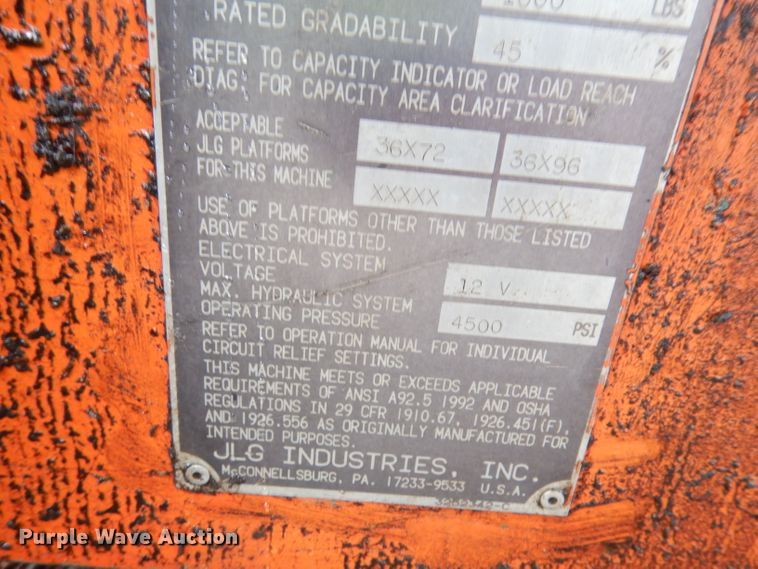 1000 LBS
RATED GRADABILITY 45 %
REFER TO CAPACITY INDICATOR OR LOAD REACH
DIAG. FOR CAPACITY AREA CLARIFICATION
ACCEPTABLE
JLG PLATFORMS 36X72 36X96
FOR THIS MACHINE XXXXX XXXXX
USE OF PLATFORMS OTHER THAN THOSE LISTED
ABOVE IS PROHIBITED.
ELECTRICAL SYSTEM
VOLTAGE 12 V.
MAX. HYDRAULIC SYSTEM
OPERATING PRESSURE 4500 PSI
REFER TO OPERATION MANUAL FOR INDIVIDUAL
CIRCUIT RELIEF SETTINGS.
THIS MACHINE MEETS OR EXCEEDS APPLICABLE
REQUIREMENTS OF ANSI A92.5 1992 AND OSHA
REGULATIONS IN 29 CFR 1910.67, 1926.451(F),
AND 1926.556 AS ORIGINALLY MANUFACTURED FOR
INTENDED PURPOSES.
JLG INDUSTRIES, INC.
McCONNELLSBURG, PA. 17233-9533 U.S.A.
Purple Wave Auction